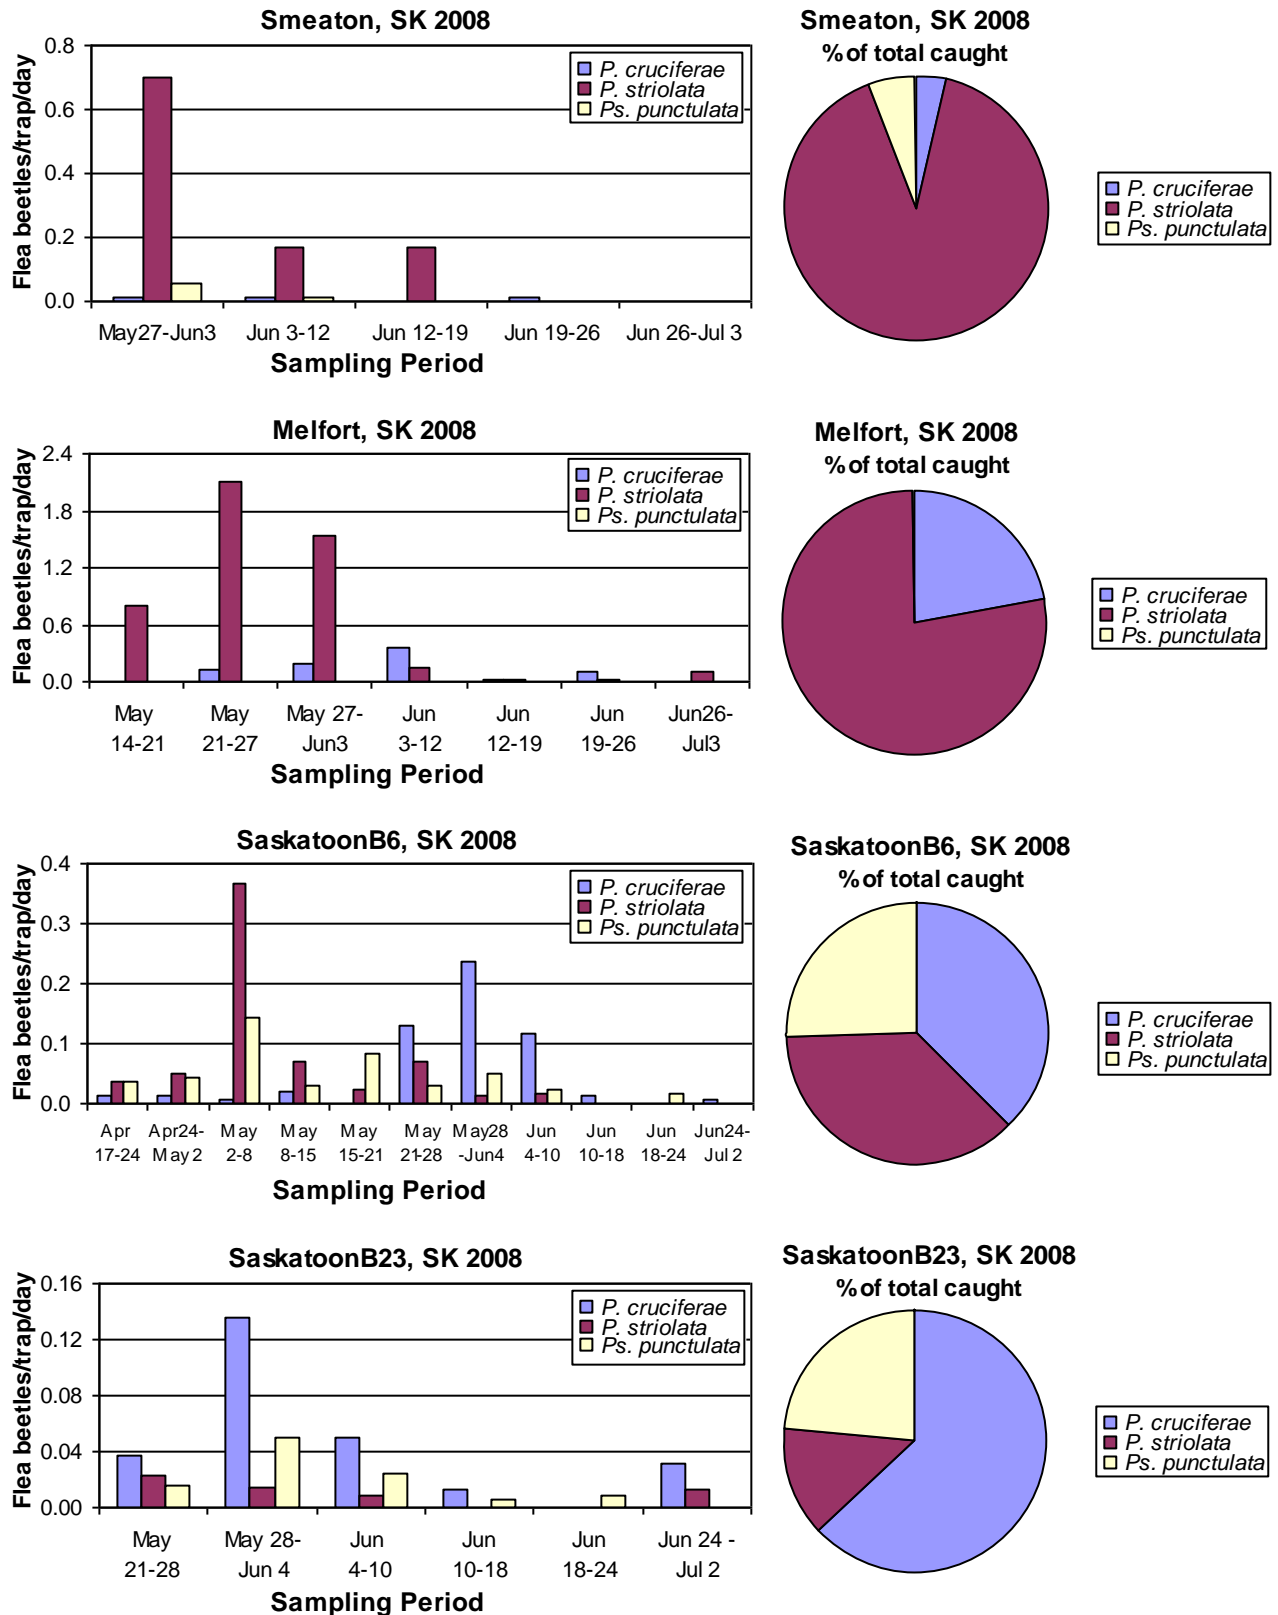 Smeaton, SK 2008
Flea beetles/trap/day
0.8
0.6
0.4
0.2
0.0
P. cruciferae
P. striolata
Ps. punctulata
May27-Jun3 Jun 3-12 Jun 12-19 Jun 19-26 Jun 26-Jul 3
Sampling Period
Smeaton, SK 2008
% of total caught
P. cruciferae
P. striolata
Ps. punctulata
Melfort, SK 2008
Flea beetles/trap/day
2.4
1.8
1.2
0.6
0.0
P. cruciferae
P. striolata
Ps. punctulata
May May May 27- Jun Jun Jun Jun26-
14-21 21-27 Jun3 3-12 12-19 19-26 Jul3
Sampling Period
Melfort, SK 2008
% of total caught
P. cruciferae
P. striolata
Ps. punctulata
SaskatoonB6, SK 2008
Flea beetles/trap/day
0.4
0.3
0.2
0.1
0.0
P. cruciferae
P. striolata
Ps. punctulata
Apr Apr24- May May May May May28 Jun Jun Jun Jun24-
17-24 May 2 2-8 8-15 15-21 21-28 -Jun4 4-10 10-18 18-24 Jul 2
Sampling Period
SaskatoonB6, SK 2008
% of total caught
P. cruciferae
P. striolata
Ps. punctulata
SaskatoonB23, SK 2008
Flea beetles/trap/day
0.16
0.12
0.08
0.04
0.00
P. cruciferae
P. striolata
Ps. punctulata
May May 28- Jun Jun Jun Jun 24 -
21-28 Jun 4 4-10 10-18 18-24 Jul 2
Sampling Period
SaskatoonB23, SK 2008
% of total caught
P. cruciferae
P. striolata
Ps. punctulata